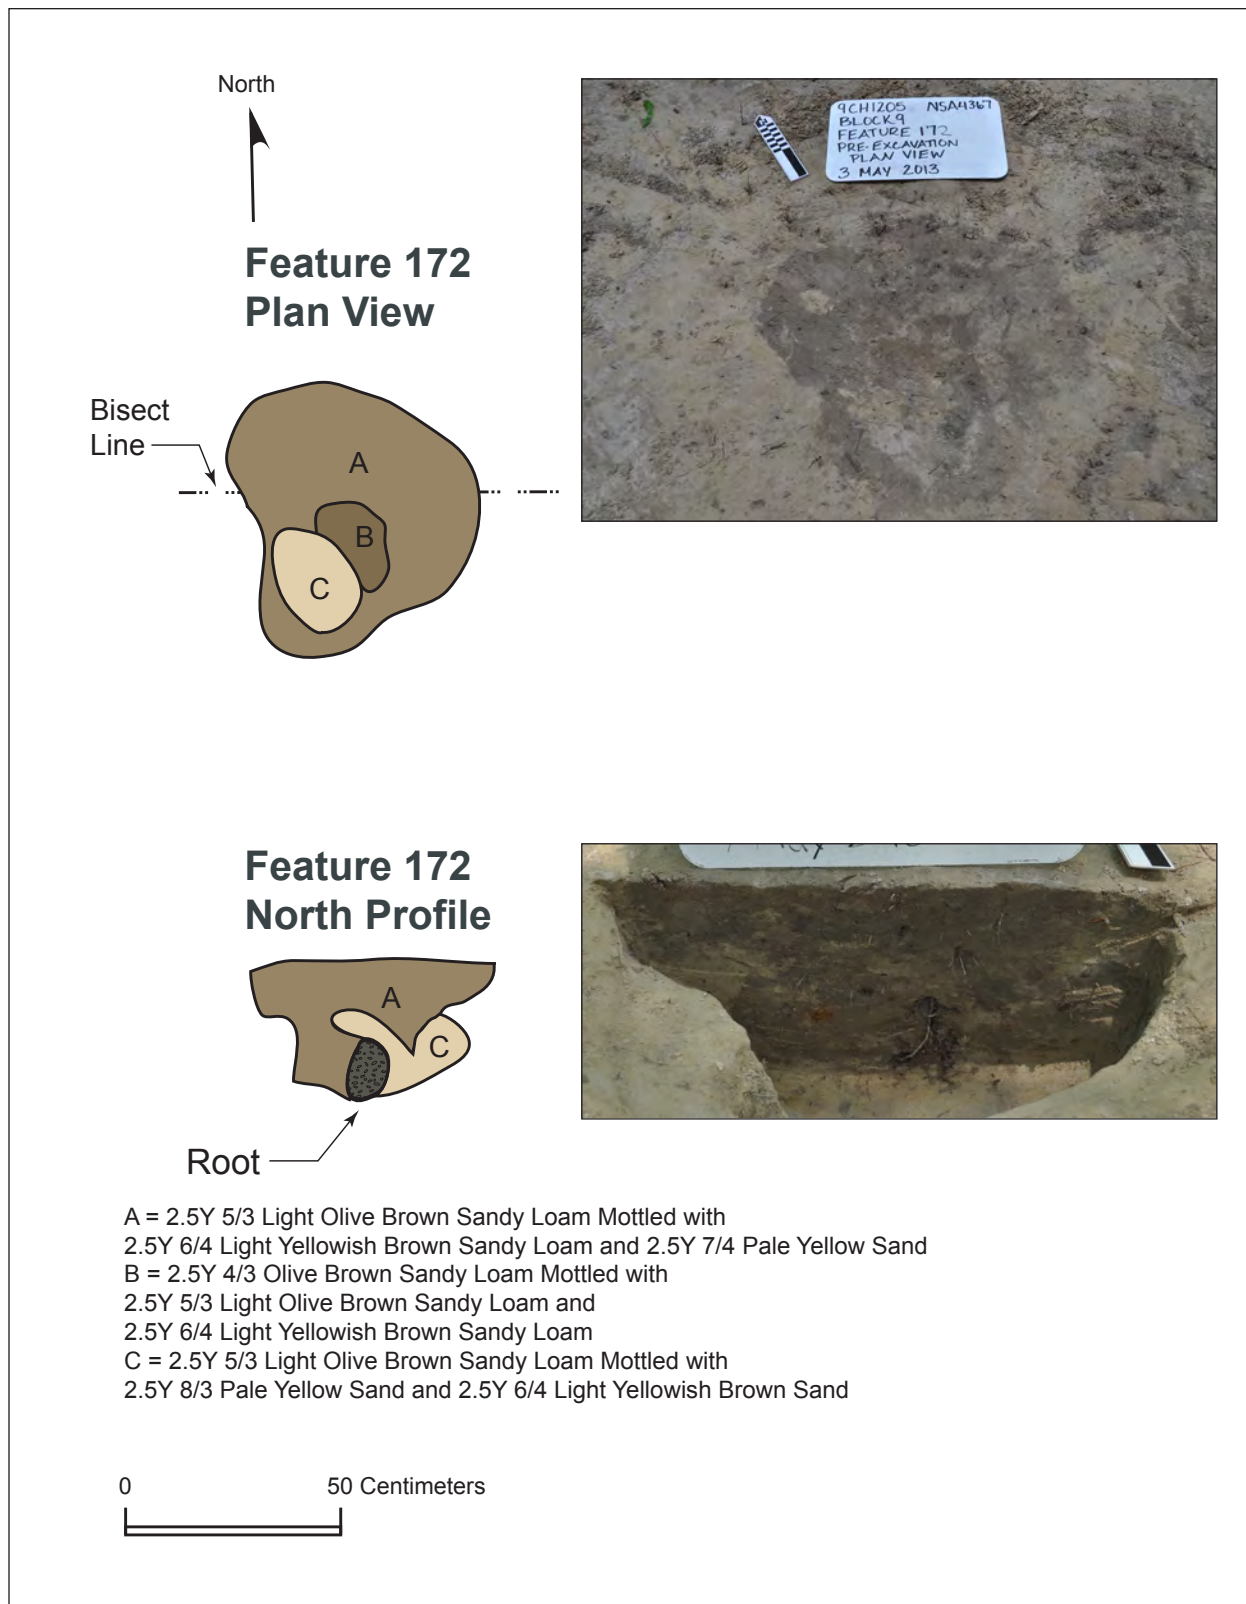 North
Feature 172
Plan View
Bisect
Line
A
B
C
9CH1205 NSA4367
BLOCK 9
FEATURE 172
PRE-EXCAVATION
PLAN VIEW
3 MAY 2013
Feature 172
North Profile
A
C
Root
A = 2.5Y 5/3 Light Olive Brown Sandy Loam Mottled with
2.5Y 6/4 Light Yellowish Brown Sandy Loam and 2.5Y 7/4 Pale Yellow Sand
B = 2.5Y 4/3 Olive Brown Sandy Loam Mottled with
2.5Y 5/3 Light Olive Brown Sandy Loam and
2.5Y 6/4 Light Yellowish Brown Sandy Loam
C = 2.5Y 5/3 Light Olive Brown Sandy Loam Mottled with
2.5Y 8/3 Pale Yellow Sand and 2.5Y 6/4 Light Yellowish Brown Sand
0 50 Centimeters